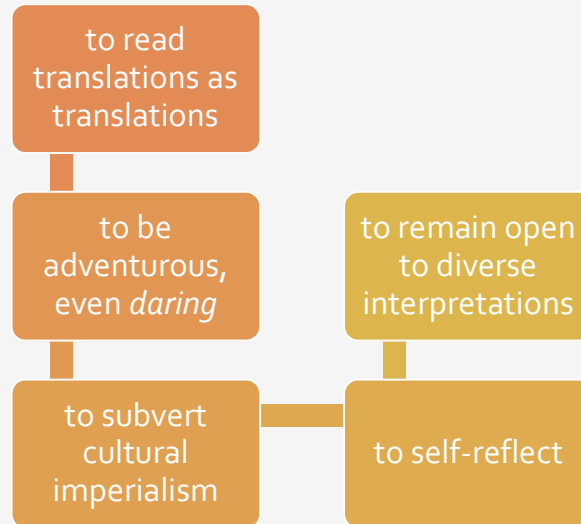 to read
translations as
translations
to be
adventurous,
even daring
to subvert
cultural
imperialism
to self-reflect
to remain open
to diverse
interpretations